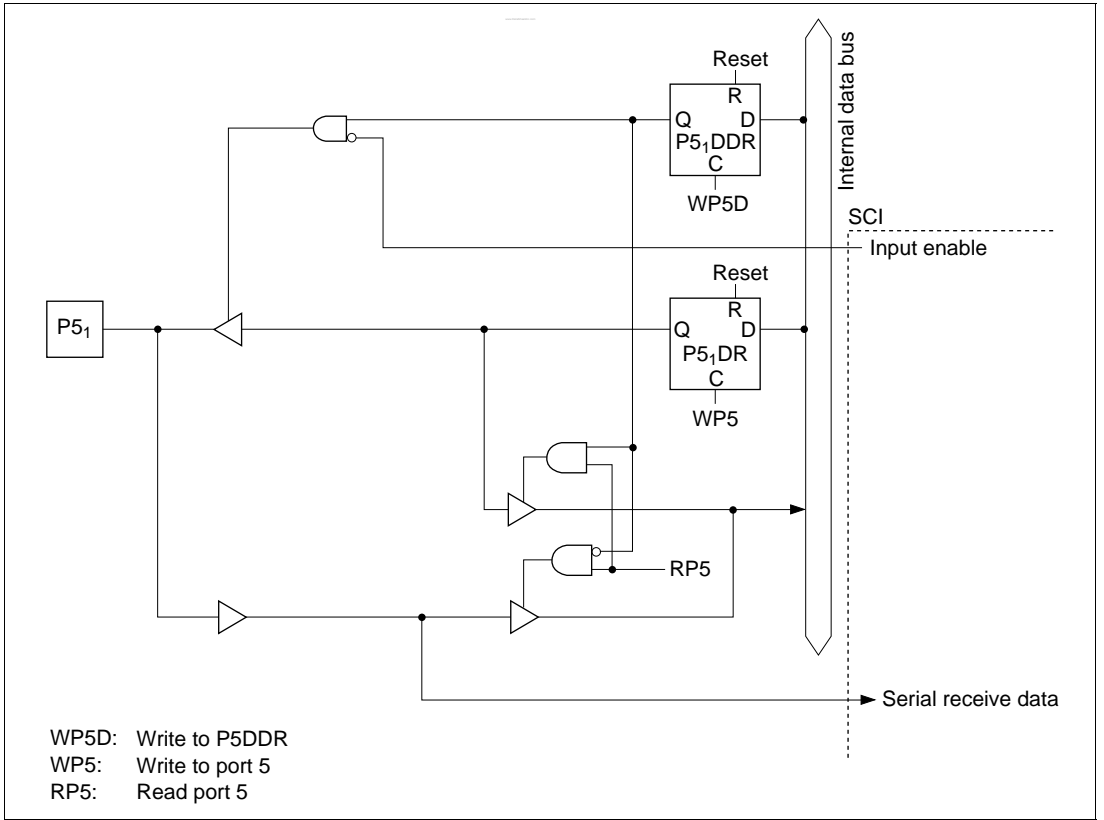 Reset
R
Q D
P5₁DDR
C
WP5D
Internal data bus
SCI
Input enable
Reset
R
P5₁
Q D
P5₁DR
C
WP5
RP5
Serial receive data
WP5D: Write to P5DDR
WP5: Write to port 5
RP5: Read port 5